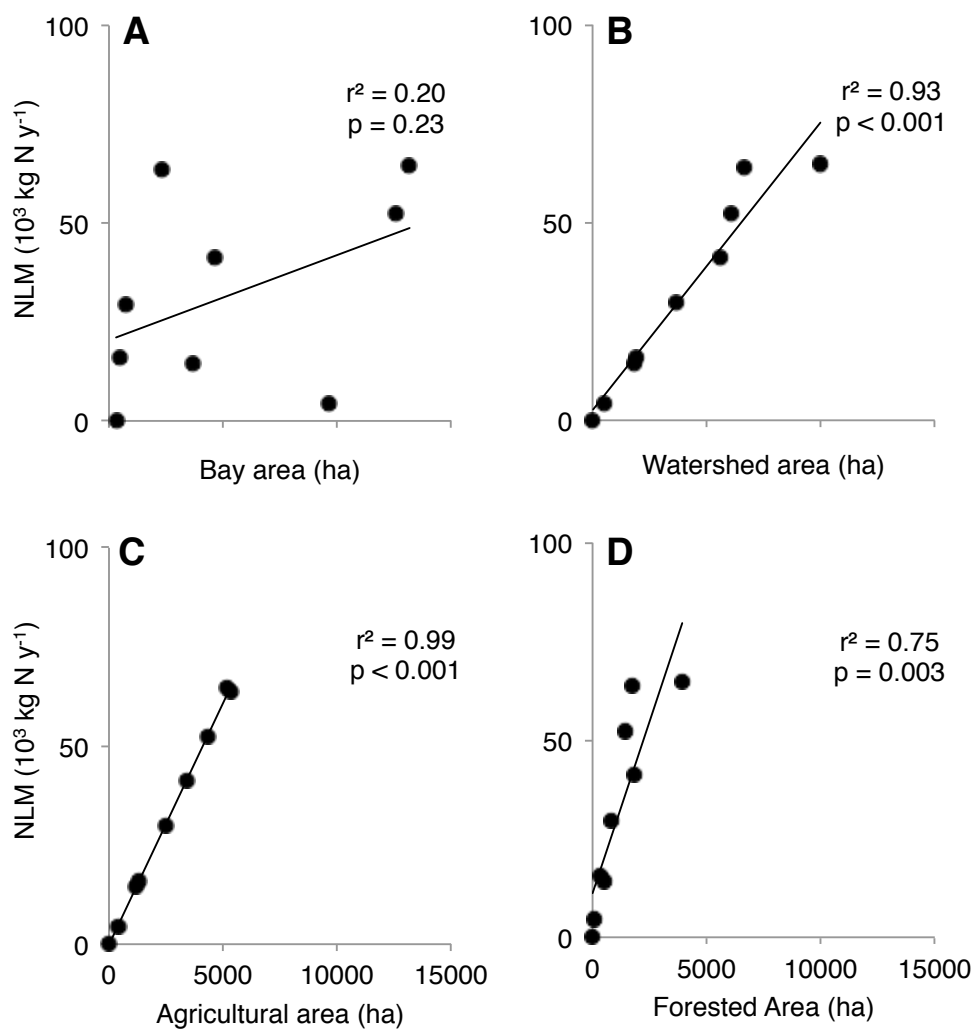 A
r² = 0.20
p = 0.23
100
50
0
NLM (10³ kg N y⁻¹)
Bay area (ha)
B
r² = 0.93
p < 0.001
100
50
0
Watershed area (ha)
C
r² = 0.99
p < 0.001
100
50
0
NLM (10³ kg N y⁻¹)
0 5000 10000 15000
Agricultural area (ha)
D
r² = 0.75
p = 0.003
100
50
0
0 5000 10000 15000
Forested Area (ha)